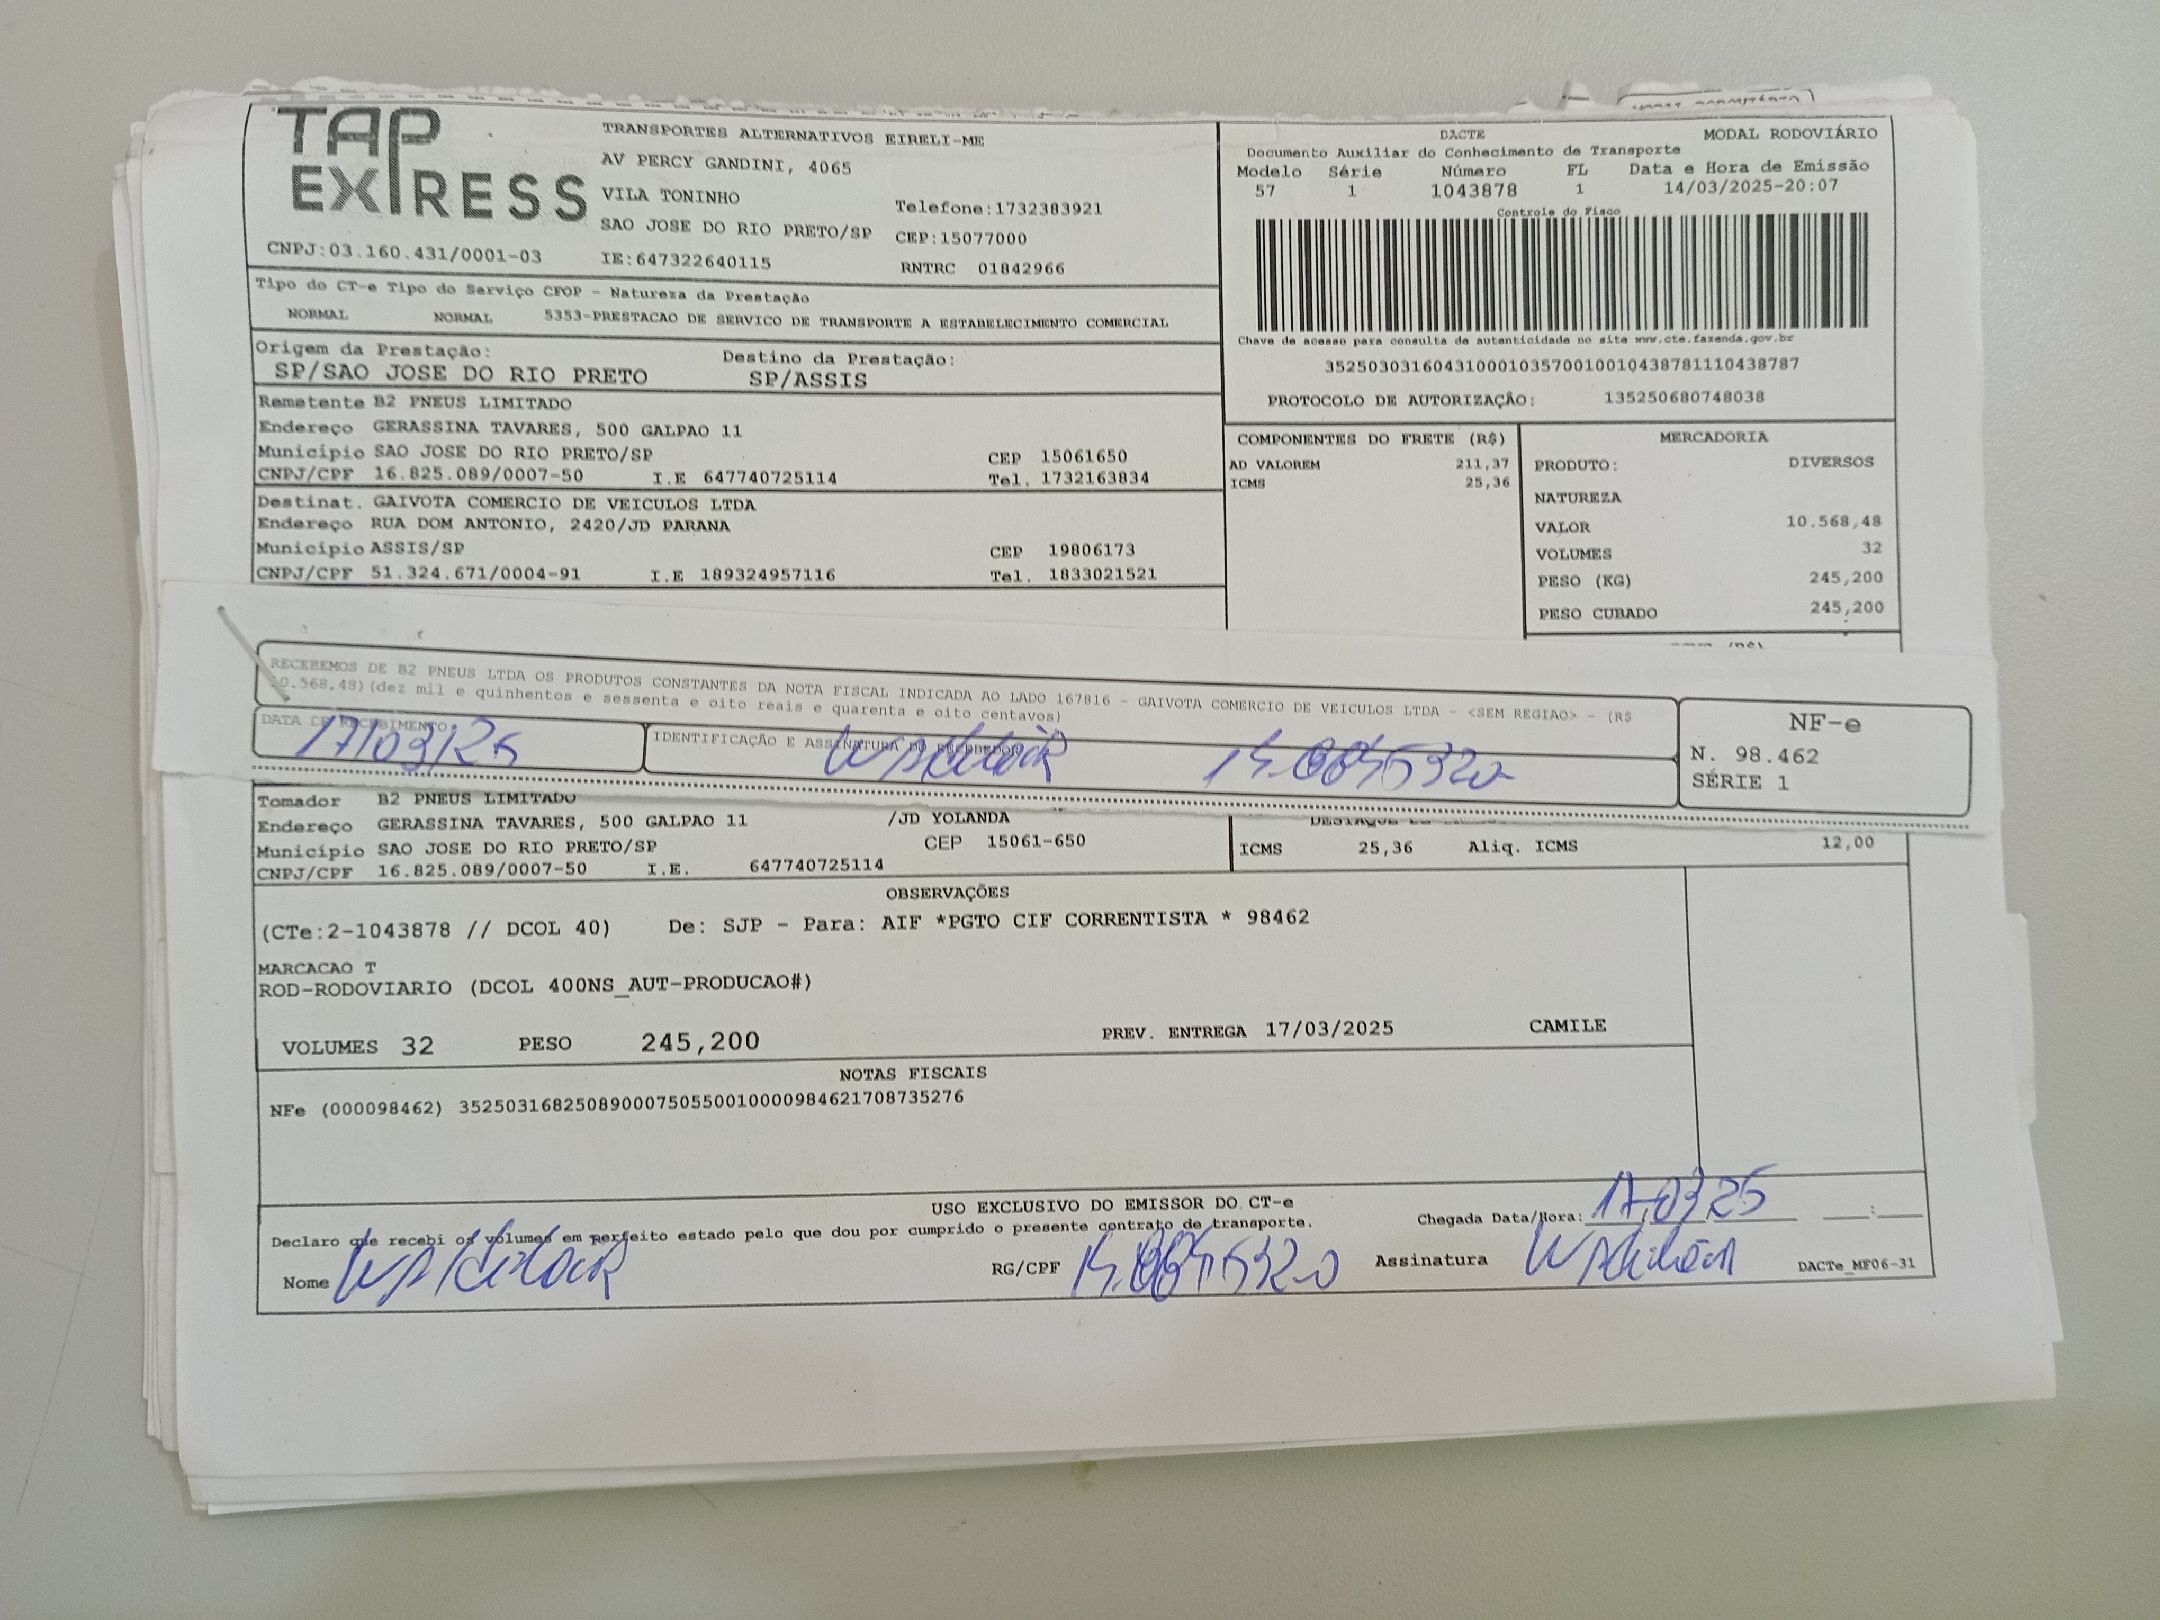 TAP EXPRESS
TRANSPORTES ALTERNATIVOS EIRELI-ME
AV PERCY GANDINI, 4065
VILA TONINHO
Telefone:1732383921
SAO JOSE DO RIO PRETO/SP CEP:15077000
CNPJ:03.160.431/0001-03 IE:647322640115 RNTRC 01842966
DACTE MODAL RODOVIÁRIO
Documento Auxiliar do Conhecimento de Transporte
Modelo Série Número FL Data e Hora de Emissão
57 1 1043878 1 14/03/2025-20:07
Controle do Fisco
Chave de acesso para consulta de autenticidade no site www.cte.fazenda.gov.br
35250303160431000103570010010438781110438787
PROTOCOLO DE AUTORIZAÇÃO: 135250680748038
Tipo do CT-e Tipo do Serviço CFOP - Natureza da Prestação
NORMAL NORMAL 5353-PRESTACAO DE SERVICO DE TRANSPORTE A ESTABELECIMENTO COMERCIAL
Origem da Prestação: Destino da Prestação:
SP/SAO JOSE DO RIO PRETO SP/ASSIS
Remetente B2 PNEUS LIMITADO
Endereço GERASSINA TAVARES, 500 GALPAO 11
Município SAO JOSE DO RIO PRETO/SP CEP 15061650
CNPJ/CPF 16.825.089/0007-50 I.E 647740725114 Tel. 1732163834
Destinat. GAIVOTA COMERCIO DE VEICULOS LTDA
Endereço RUA DOM ANTONIO, 2420/JD PARANA
Município ASSIS/SP CEP 19806173
CNPJ/CPF 51.324.671/0004-91 I.E 189324957116 Tel. 1833021521
COMPONENTES DO FRETE (R$)
AD VALOREM 211,37
ICMS 25,36
MERCADORIA
PRODUTO: DIVERSOS
NATUREZA
VALOR 10.568,48
VOLUMES 32
PESO (KG) 245,200
PESO CUBADO 245,200
RECEBEMOS DE B2 PNEUS LTDA OS PRODUTOS CONSTANTES DA NOTA FISCAL INDICADA AO LADO 167816 - GAIVOTA COMERCIO DE VEICULOS LTDA - <SEM REGIAO> - (R$
0.568,48)(dez mil e quinhentos e sessenta e oito reais e quarenta e oito centavos)
DATA DE RECEBIMENTO IDENTIFICAÇÃO E ASSINATURA DO RECEBEDOR
17/03/25
NF-e
N. 98.462
SÉRIE 1
Tomador B2 PNEUS LIMITADO
Endereço GERASSINA TAVARES, 500 GALPAO 11 /JD YOLANDA
Município SAO JOSE DO RIO PRETO/SP CEP 15061-650
CNPJ/CPF 16.825.089/0007-50 I.E. 647740725114
ICMS 25,36 Aliq. ICMS 12,00
OBSERVAÇÕES
(CTe:2-1043878 // DCOL 40) De: SJP - Para: AIF *PGTO CIF CORRENTISTA * 98462
MARCACAO T
ROD-RODOVIARIO (DCOL 400NS_AUT-PRODUCAO#)
VOLUMES 32 PESO 245,200 PREV. ENTREGA 17/03/2025 CAMILE
NOTAS FISCAIS
NFe (000098462) 35250316825089000750550010000984621708735276
USO EXCLUSIVO DO EMISSOR DO CT-e
Declaro que recebi os volumes em perfeito estado pelo que dou por cumprido o presente contrato de transporte.
Chegada Data/Hora: 17,03,25 :
Nome RG/CPF Assinatura
DACTe_MF06-31